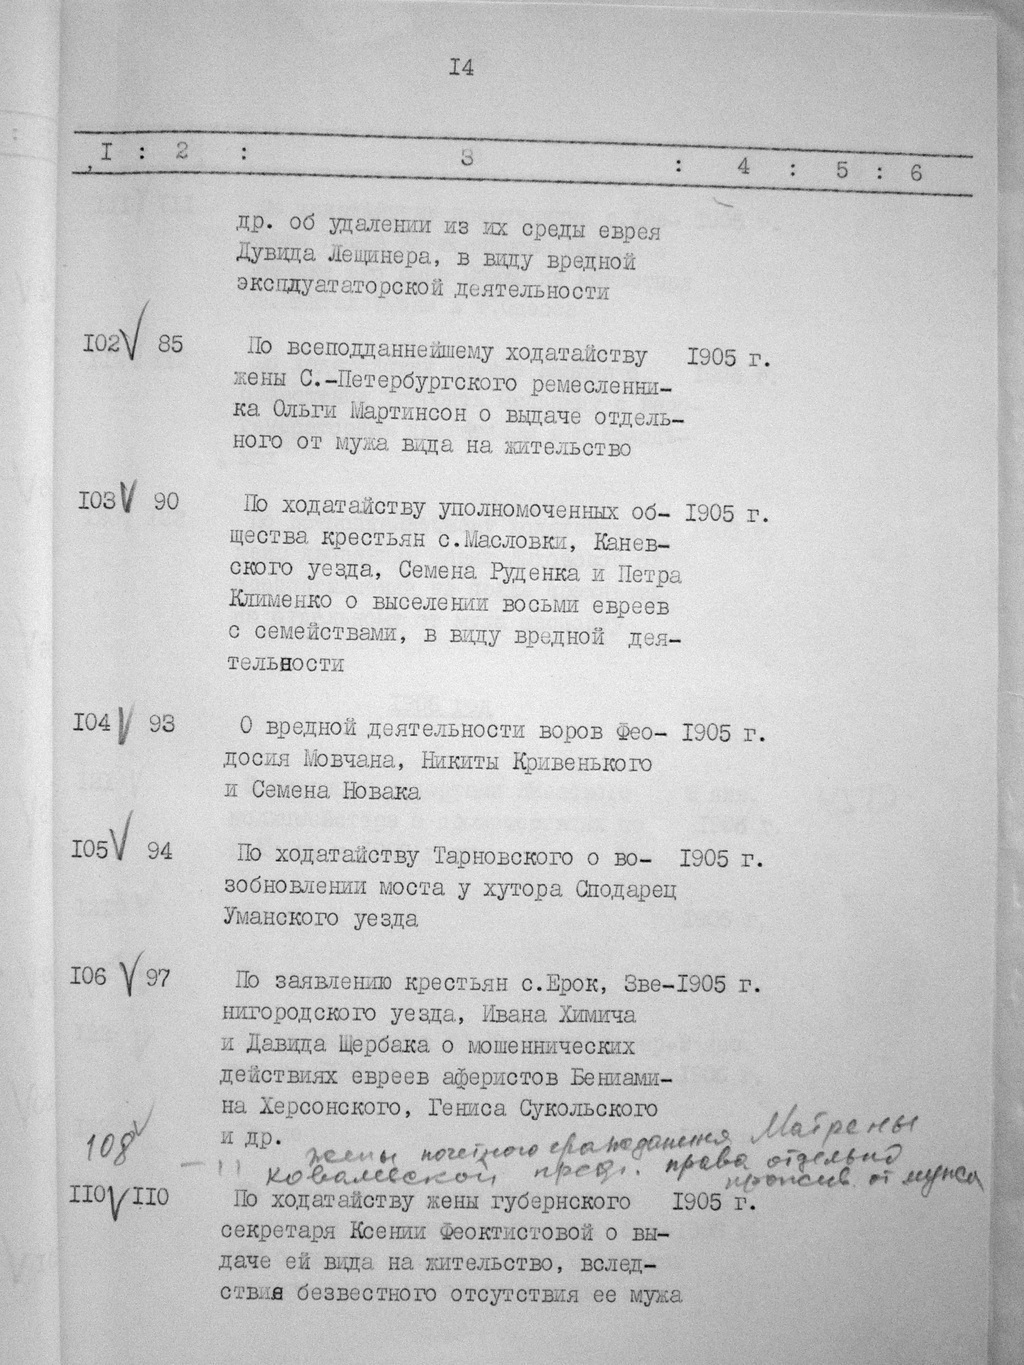 I4
I : 2 : 3 : 4 : 5 : 6
др. об удалении из их среды еврея
Дувида Лещинера, в виду вредной
эксплуататорской деятельности
I02 V 85 По всеподданнейшему ходатайству I905 г.
жены С.-Петербургского ремесленни-
ка Ольги Мартинсон о выдаче отдель-
ного от мужа вида на жительство
I03 V 90 По ходатайству уполномоченных об- I905 г.
щества крестьян с.Масловки, Канев-
ского уезда, Семена Руденка и Петра
Клименко о выселении восьми евреев
с семействами, в виду вредной дея-
тельности
I04 V 93 О вредной деятельности воров Фео- I905 г.
досия Мовчана, Никиты Кривенького
и Семена Новака
I05 V 94 По ходатайству Тарновского о во- I905 г.
зобновлении моста у хутора Сподарец
Уманского уезда
I06 V 97 По заявлению крестьян с.Ерок, Зве- I905 г.
нигородского уезда, Ивана Химича
и Давида Щербака о мошеннических
действиях евреев аферистов Бениами-
на Херсонского, Гениса Сукольского
и др.
108 V —"— жены почетного гражданина Матрены
Ковалевской пред. права отдельно
прожив. от мужа
II0 V II0 По ходатайству жены губернского I905 г.
секретаря Ксении Феоктистовой о вы-
даче ей вида на жительство, вслед-
ствие безвестного отсутствия ее мужа